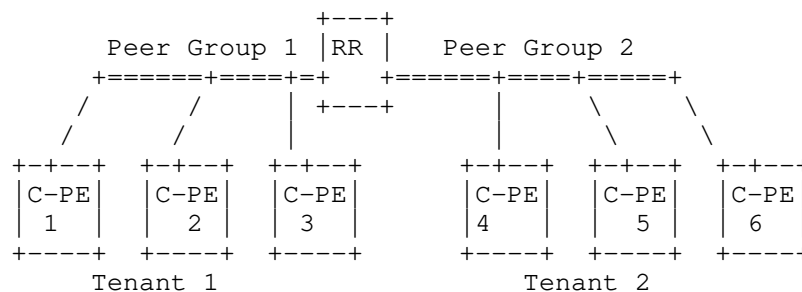 +---+
        Peer Group 1 |RR |    Peer Group 2
       +======+====+=+    +======+====+=====+
      /      /     | +---+       |     \       \
     /      /      |             |      \       \
+-+--+  +-+--+  +-+--+       +-+--+  +-+--+  +-+--+
|C-PE|  |C-PE|  |C-PE|       |C-PE|  |C-PE|  |C-PE|
| 1  |  |  2 |  | 3  |       |4   |  |  5 |  | 6  |
+----+  +----+  +----+       +----+  +----+  +----+
      Tenant 1                      Tenant 2